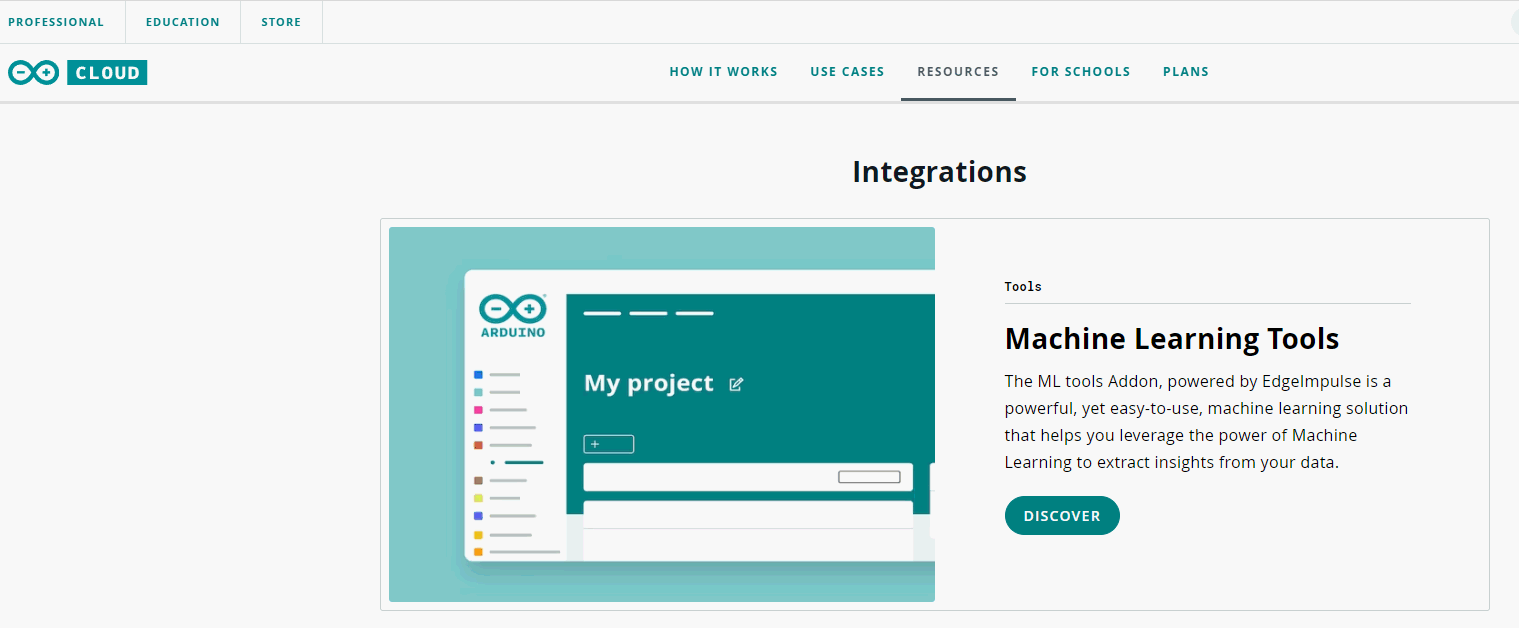 PROFESSIONAL
EDUCATION
STORE
CLOUD
HOW IT WORKS
USE CASES
RESOURCES
FOR SCHOOLS
PLANS
Integrations
ARDUINO
My project
Tools
Machine Learning Tools
The ML tools Addon, powered by EdgeImpulse is a
powerful, yet easy-to-use, machine learning solution
that helps you leverage the power of Machine
Learning to extract insights from your data.
DISCOVER